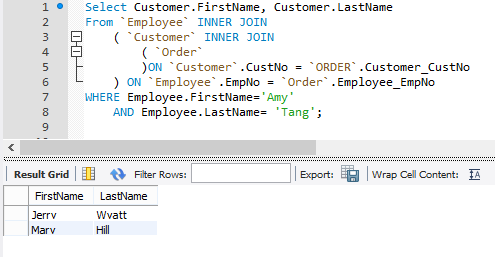 1 Select Customer.FirstName, Customer.LastName
2 From `Employee` INNER JOIN
3 ( `Customer` INNER JOIN
4 ( `Order`
5 )ON `Customer`.CustNo = `ORDER`.Customer_CustNo
6 ) ON `Employee`.EmpNo = `Order`.Employee_EmpNo
7 WHERE Employee.FirstName='Amy'
8 AND Employee.LastName= 'Tang';
9
Result Grid Filter Rows: Export: Wrap Cell Content:
FirstName LastName
Jerry Wyatt
Mary Hill